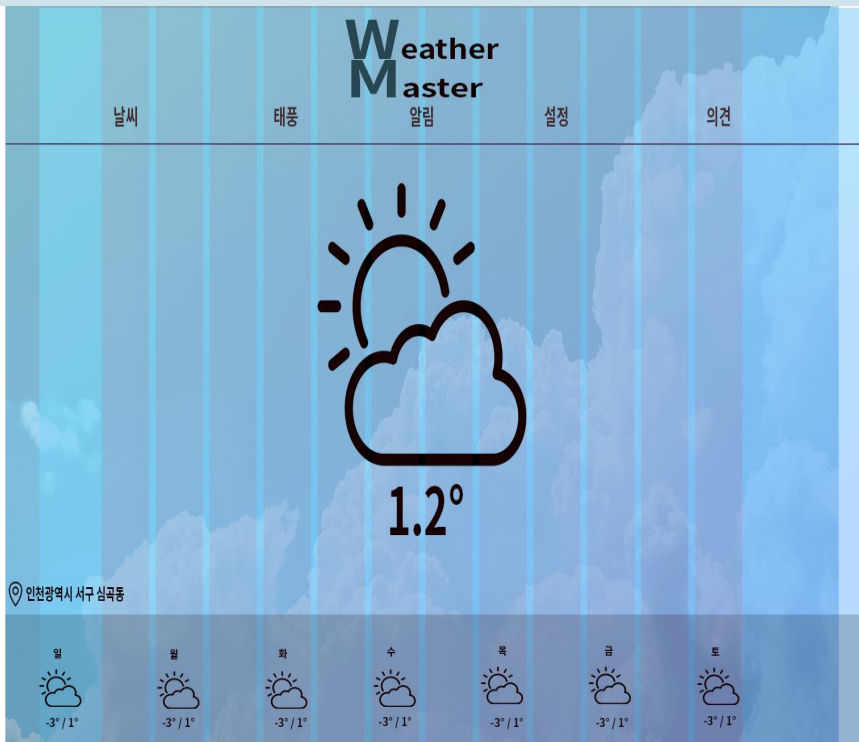 Weather
Master
날씨 태풍 알림 설정 의견
1.2°
인천광역시 서구 심곡동
일 월 화 수 목 금 토
-3° / 1° -3° / 1° -3° / 1° -3° / 1° -3° / 1° -3° / 1° -3° / 1°